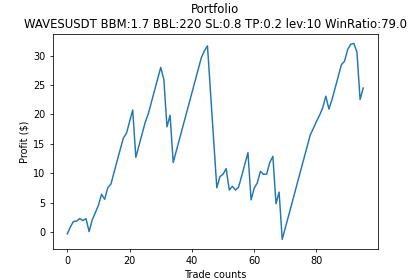 Portfolio
WAVESUSDT BBM:1.7 BBL:220 SL:0.8 TP:0.2 lev:10 WinRatio:79.0
Profit ($)
30
25
20
15
10
5
0
0 20 40 60 80
Trade counts